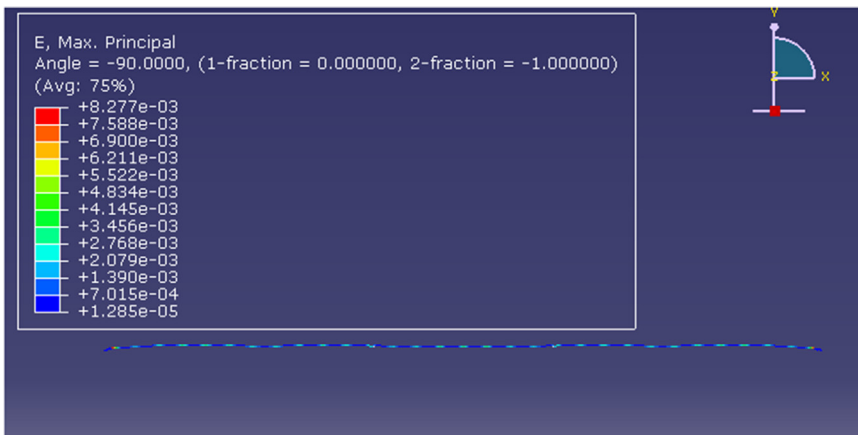 E, Max. Principal
Angle = -90.0000, (1-fraction = 0.000000, 2-fraction = -1.000000)
(Avg: 75%)
+8.277e-03
+7.588e-03
+6.900e-03
+6.211e-03
+5.522e-03
+4.834e-03
+4.145e-03
+3.456e-03
+2.768e-03
+2.079e-03
+1.390e-03
+7.015e-04
+1.285e-05
Y
Z
X